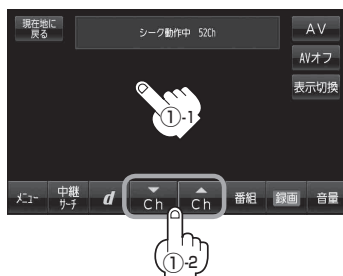 現在地に
戻る
シーク動作中 52Ch
AV
AVオフ
表示切換
①-1
メニュー
中継
サーチ
d
Ch
Ch
番組
録画
音量
①-2